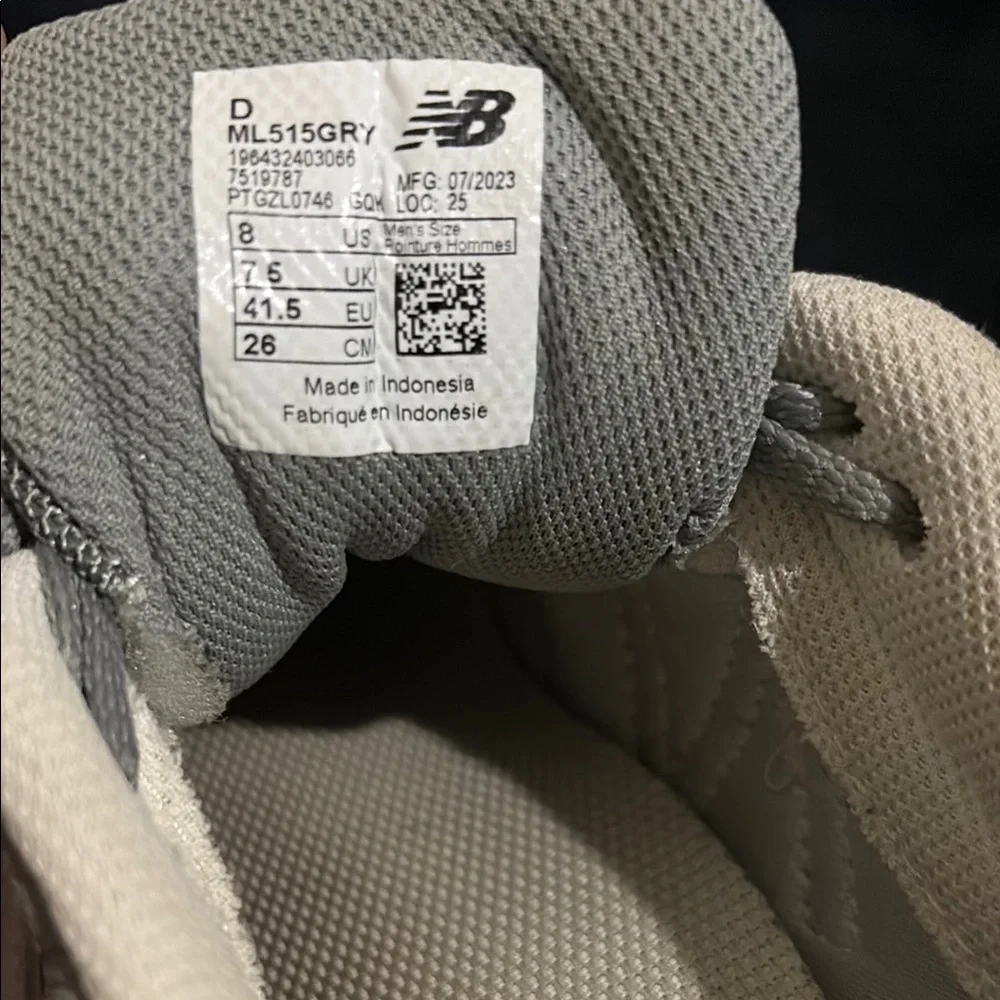 D
NB
ML515GRY
196432403066
7519787
MFG: 07/2023
PTGZL0746 GQK LOC: 25
8 US Men's Size
Pointure Hommes
7.5 UK
41.5 EU
26 CM
Made in Indonesia
Fabriqué en Indonésie